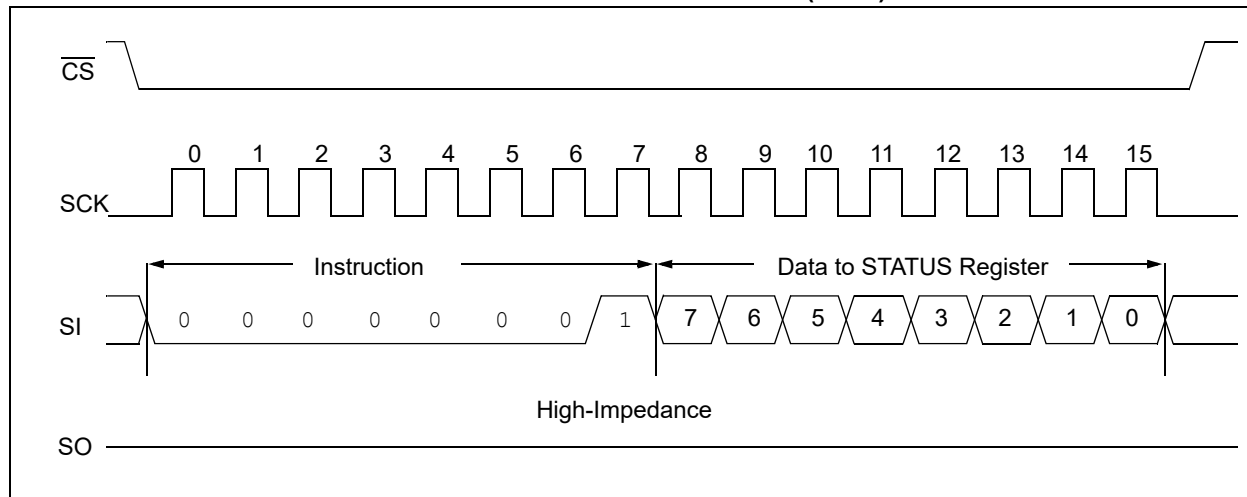 CS
0 1 2 3 4 5 6 7 8 9 10 11 12 13 14 15
SCK
Instruction Data to STATUS Register
SI 0 0 0 0 0 0 0 1 7 6 5 4 3 2 1 0
High-Impedance
SO